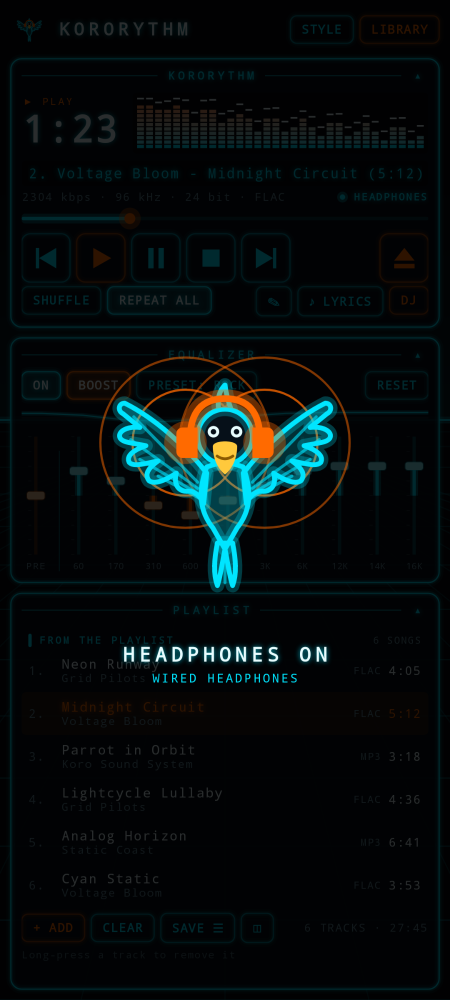 KORORYTHM
STYLE
LIBRARY
KORORYTHM
▸ PLAY
1:23
2. Voltage Bloom - Midnight Circuit (5:12)
2304 kbps · 96 kHz · 24 bit · FLAC
HEADPHONES
SHUFFLE
REPEAT ALL
♪ LYRICS
DJ
EQUALIZER
ON
BOOST
RESET
PRE 60 170 310 600 3K 6K 12K 14K 16K
PLAYLIST
FROM THE PLAYLIST
6 SONGS
HEADPHONES ON
WIRED HEADPHONES
1. Neon Runway FLAC 4:05
Grid Pilots
2. Midnight Circuit FLAC 5:12
Voltage Bloom
3. Parrot in Orbit MP3 3:18
Koro Sound System
4. Lightcycle Lullaby FLAC 4:36
Grid Pilots
5. Analog Horizon MP3 6:41
Static Coast
6. Cyan Static FLAC 3:53
Voltage Bloom
+ ADD
CLEAR
SAVE ☰
6 TRACKS · 27:45
Long-press a track to remove it